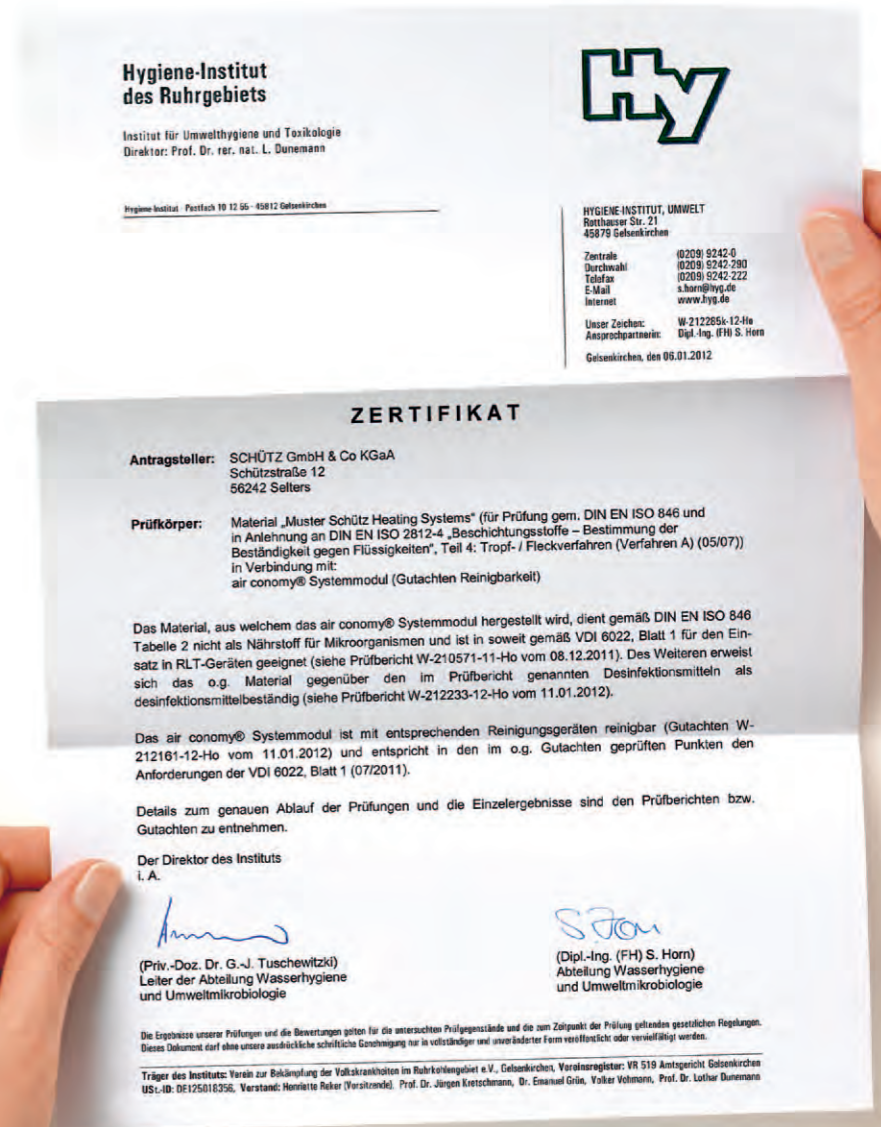 Hygiene-Institut
des Ruhrgebiets
Institut für Umwelthygiene und Toxikologie
Direktor: Prof. Dr. rer. nat. L. Dunemann
Hygiene-Institut · Postfach 10 12 55 · 45812 Gelsenkirchen
Hy
HYGIENE-INSTITUT, UMWELT
Rotthauser Str. 21
45879 Gelsenkirchen
Zentrale (0209) 9242-0
Durchwahl (0209) 9242-290
Telefax (0209) 9242-222
E-Mail s.horn@hyg.de
Internet www.hyg.de
Unser Zeichen: W-212285k-12-Ho
Ansprechpartnerin: Dipl.-Ing. (FH) S. Horn
Gelsenkirchen, den 06.01.2012
ZERTIFIKAT
Antragsteller: SCHÜTZ GmbH & Co KGaA
Schützstraße 12
56242 Selters
Prüfkörper: Material „Muster Schütz Heating Systems" (für Prüfung gem. DIN EN ISO 846 und
in Anlehnung an DIN EN ISO 2812-4 „Beschichtungsstoffe – Bestimmung der
Beständigkeit gegen Flüssigkeiten", Teil 4: Tropf- / Fleckverfahren (Verfahren A) (05/07))
in Verbindung mit:
air conomy® Systemmodul (Gutachten Reinigbarkeit)
Das Material, aus welchem das air conomy® Systemmodul hergestellt wird, dient gemäß DIN EN ISO 846
Tabelle 2 nicht als Nährstoff für Mikroorganismen und ist in soweit gemäß VDI 6022, Blatt 1 für den Ein-
satz in RLT-Geräten geeignet (siehe Prüfbericht W-210571-11-Ho vom 08.12.2011). Des Weiteren erweist
sich das o.g. Material gegenüber den im Prüfbericht genannten Desinfektionsmitteln als
desinfektionsmittelbeständig (siehe Prüfbericht W-212233-12-Ho vom 11.01.2012).
Das air conomy® Systemmodul ist mit entsprechenden Reinigungsgeräten reinigbar (Gutachten W-
212161-12-Ho vom 11.01.2012) und entspricht in den im o.g. Gutachten geprüften Punkten den
Anforderungen der VDI 6022, Blatt 1 (07/2011).
Details zum genauen Ablauf der Prüfungen und die Einzelergebnisse sind den Prüfberichten bzw.
Gutachten zu entnehmen.
Der Direktor des Instituts
i. A.
S. Horn
(Priv.-Doz. Dr. G.-J. Tuschewitzki)
Leiter der Abteilung Wasserhygiene
und Umweltmikrobiologie
(Dipl.-Ing. (FH) S. Horn)
Abteilung Wasserhygiene
und Umweltmikrobiologie
Die Ergebnisse unserer Prüfungen und die Bewertungen gelten für die untersuchten Prüfgegenstände und die zum Zeitpunkt der Prüfung geltenden gesetzlichen Regelungen.
Dieses Dokument darf ohne unsere ausdrückliche schriftliche Genehmigung nur in vollständiger und unveränderter Form veröffentlicht oder vervielfältigt werden.
Träger des Instituts: Verein zur Bekämpfung der Volkskrankheiten im Ruhrkohlengebiet e.V., Gelsenkirchen, Vereinsregister: VR 519 Amtsgericht Gelsenkirchen
USt.-ID: DE125018356, Vorstand: Henriette Reker (Vorsitzende), Prof. Dr. Jürgen Kretschmann, Dr. Emanuel Grün, Volker Vohmann, Prof. Dr. Lothar Dunemann